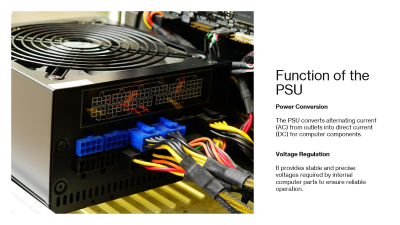 Function of the
PSU
Power Conversion
The PSU converts alternating current
(AC) from outlets into direct current
(DC) for computer components.
Voltage Regulation
It provides stable and precise
voltages required by internal
computer parts to ensure reliable
operation.